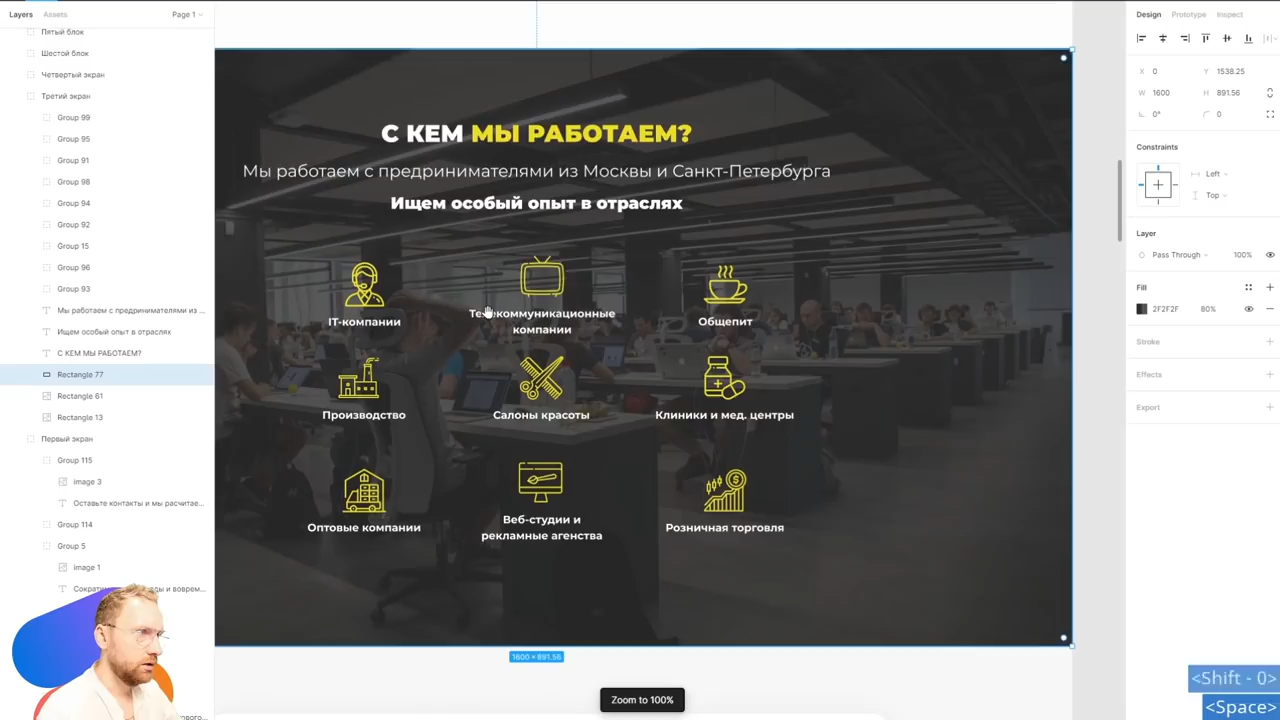 Layers
Assets
Page 1
Пятый блок
Шестой блок
Четвертый экран
Третий экран
Group 99
Group 95
Group 91
Group 98
Group 94
Group 92
Group 15
Group 96
Group 93
Мы работаем с предпринимателями из ...
Ищем особый опыт в отраслях
С КЕМ МЫ РАБОТАЕМ?
Rectangle 77
Rectangle 61
Rectangle 13
Первый экран
Group 115
image 3
Оставьте контакты и мы расчитае...
Group 114
Group 5
image 1
С КЕМ МЫ РАБОТАЕМ?
Мы работаем с предпринимателями из Москвы и Санкт-Петербурга
Ищем особый опыт в отраслях
IT-компании
Телекоммуникационные
компании
Общепит
Производство
Салоны красоты
Клиники и мед. центры
Оптовые компании
Веб-студии и
рекламные агенства
Розничная торговля
1600 × 891.56
Zoom to 100%
Design
Prototype
Inspect
X 0
Y 1538.25
W 1600
H 891.56
0°
0
Constraints
Left
Top
Layer
Pass Through
100%
Fill
2F2F2F
80%
Stroke
Effects
Export
<Shift - 0>
<Space>